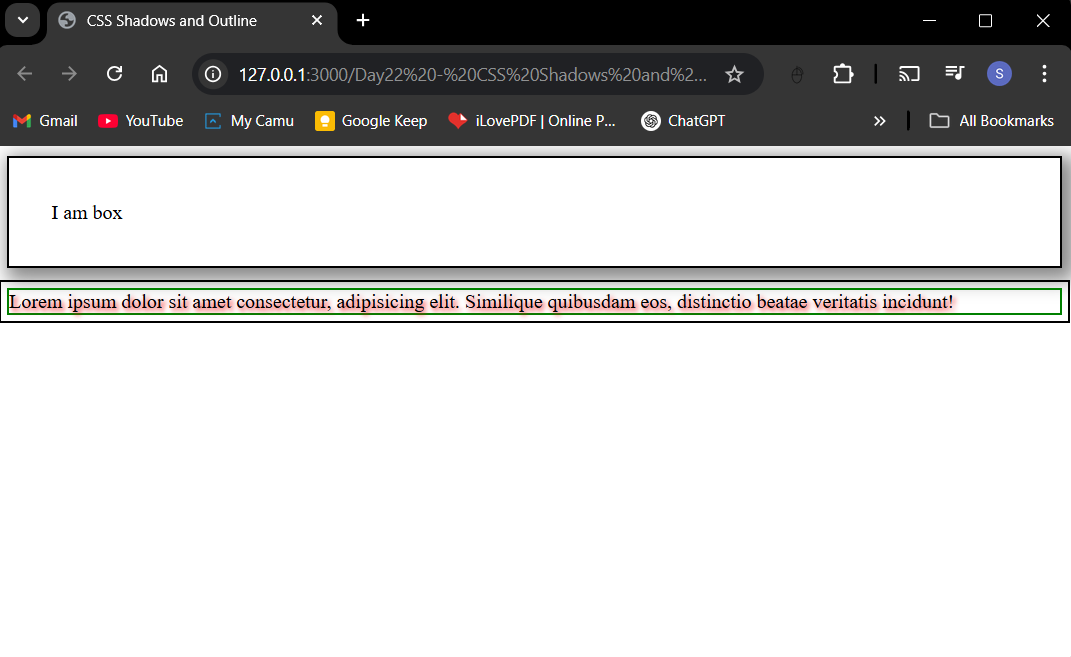 CSS Shadows and Outline
127.0.0.1:3000/Day22%20-%20CSS%20Shadows%20and%2...
S
Gmail YouTube My Camu Google Keep iLovePDF | Online P... ChatGPT All Bookmarks
I am box
Lorem ipsum dolor sit amet consectetur, adipisicing elit. Similique quibusdam eos, distinctio beatae veritatis incidunt!